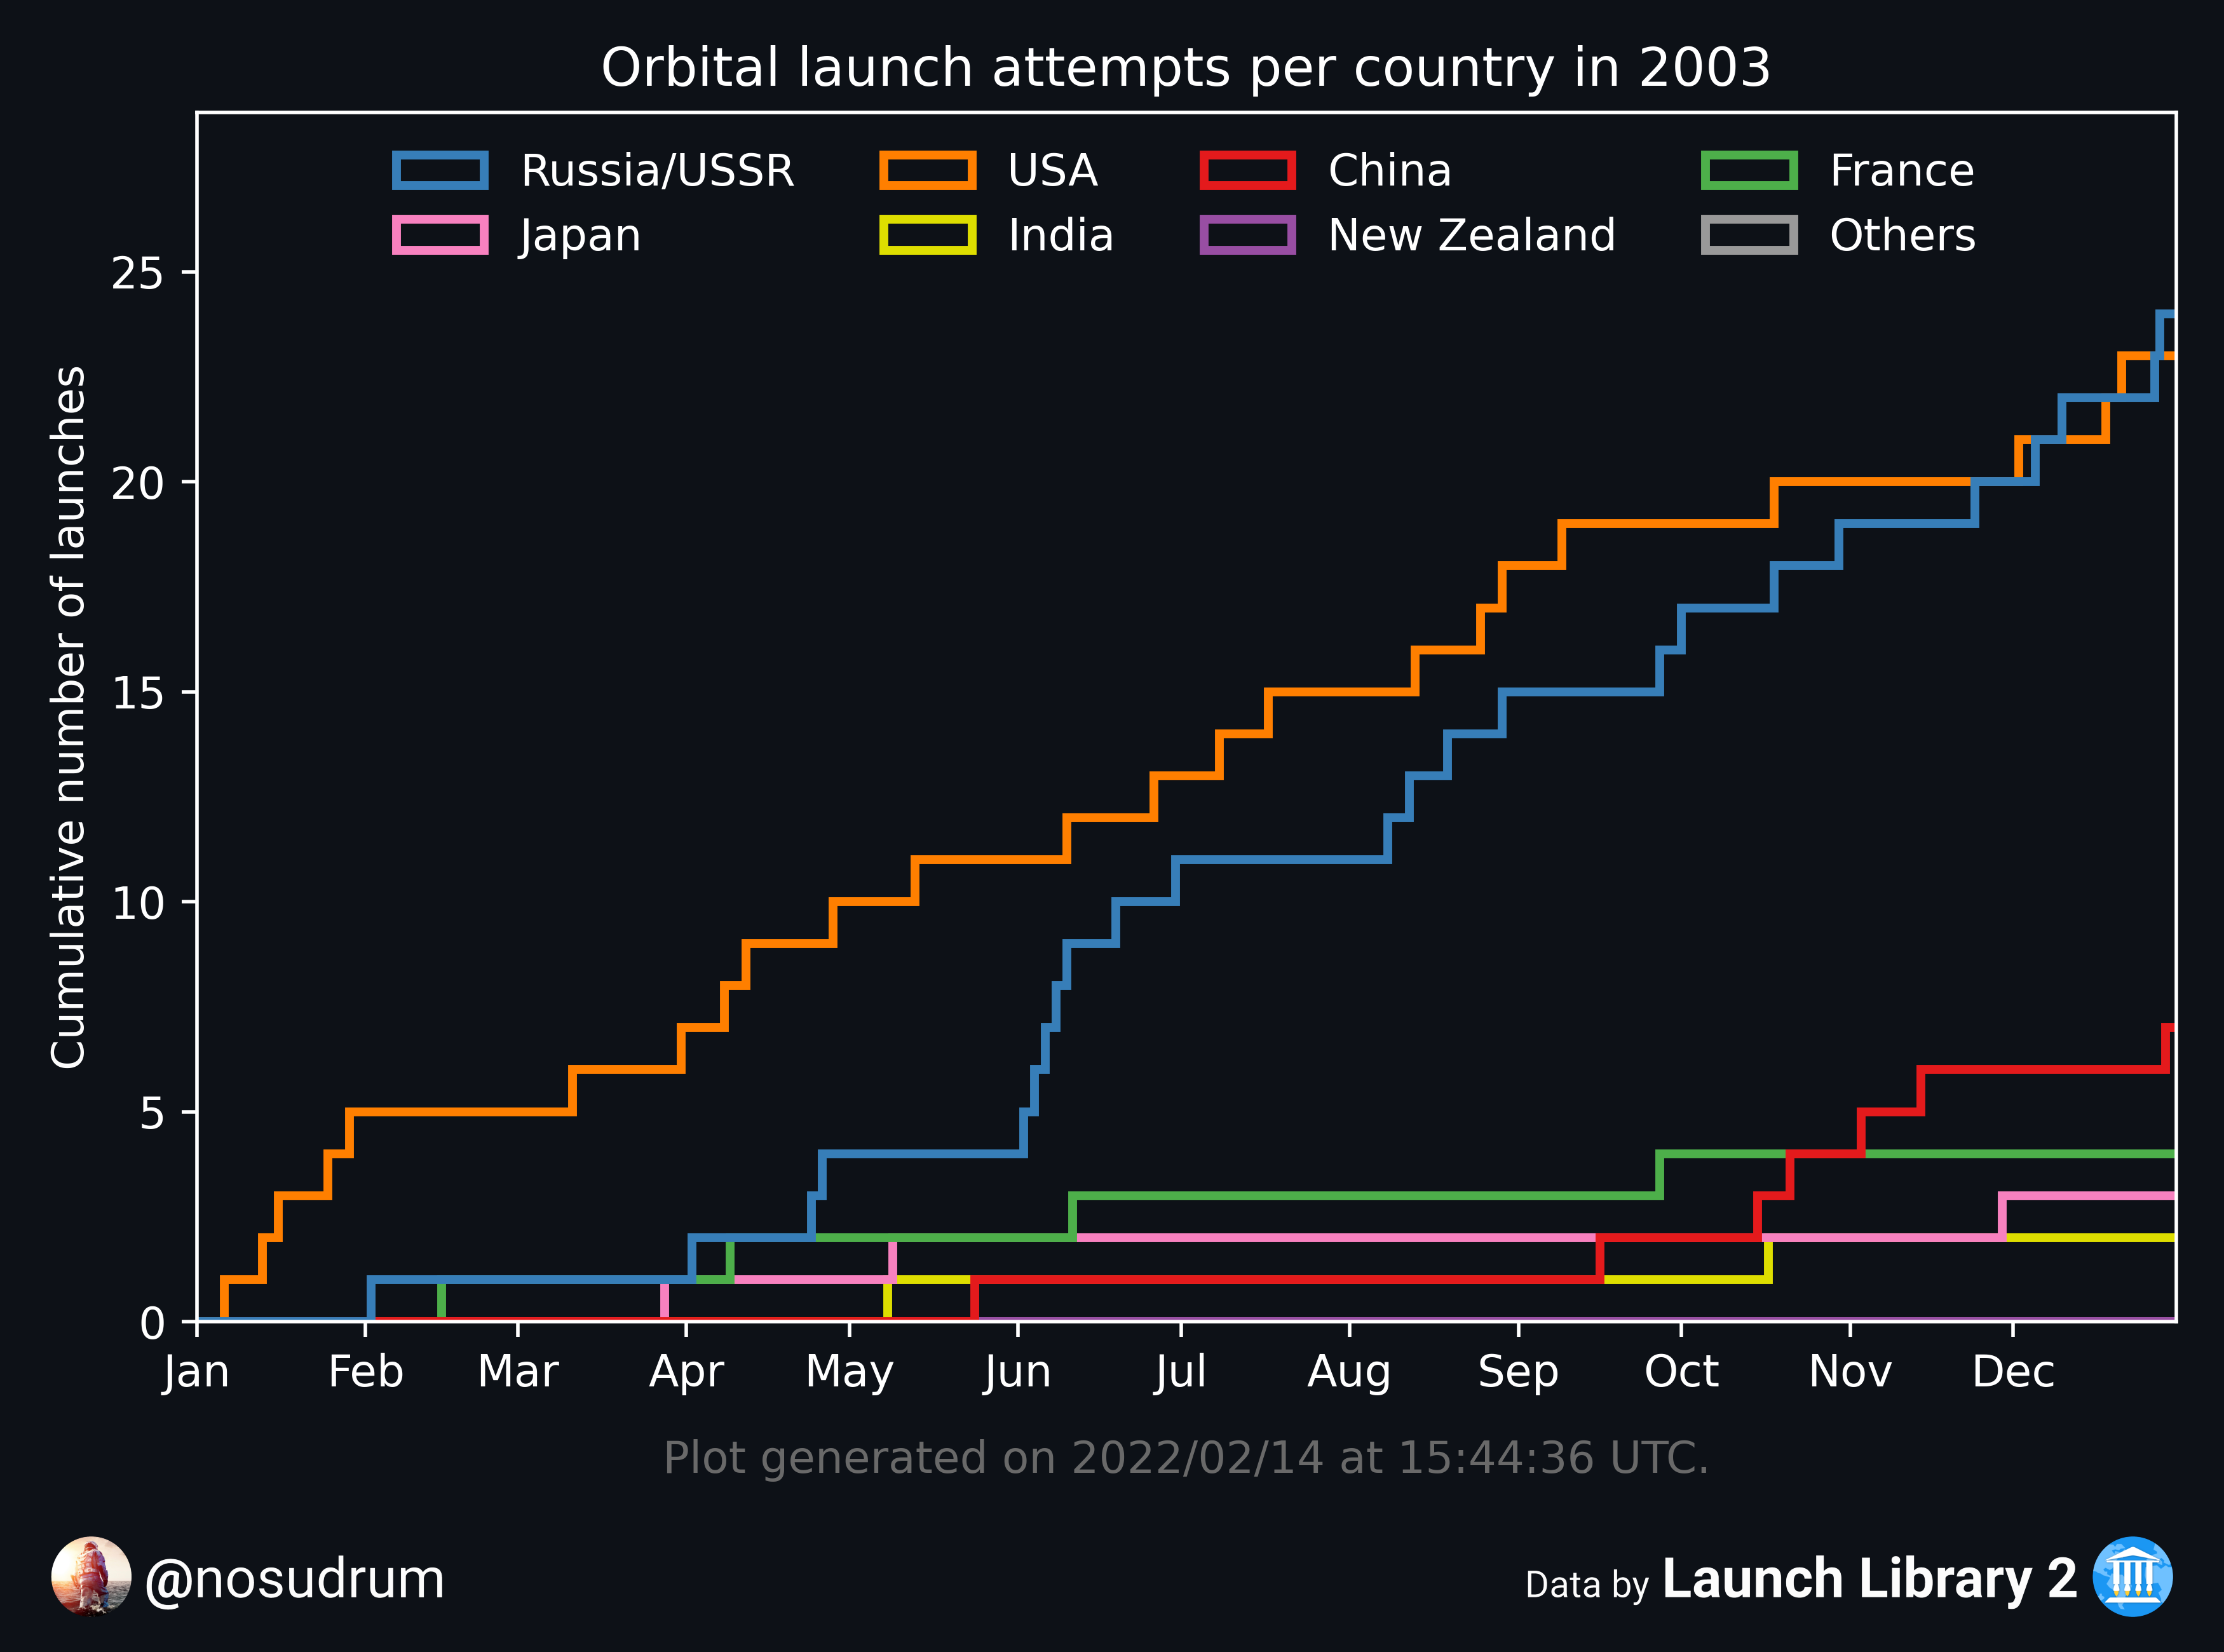 Orbital launch attempts per country in 2003
Russia/USSR USA China France
Japan India New Zealand Others
Cumulative number of launches
25
20
15
10
5
0
Jan Feb Mar Apr May Jun Jul Aug Sep Oct Nov Dec
Plot generated on 2022/02/14 at 15:44:36 UTC.
@nosudrum
Data by Launch Library 2